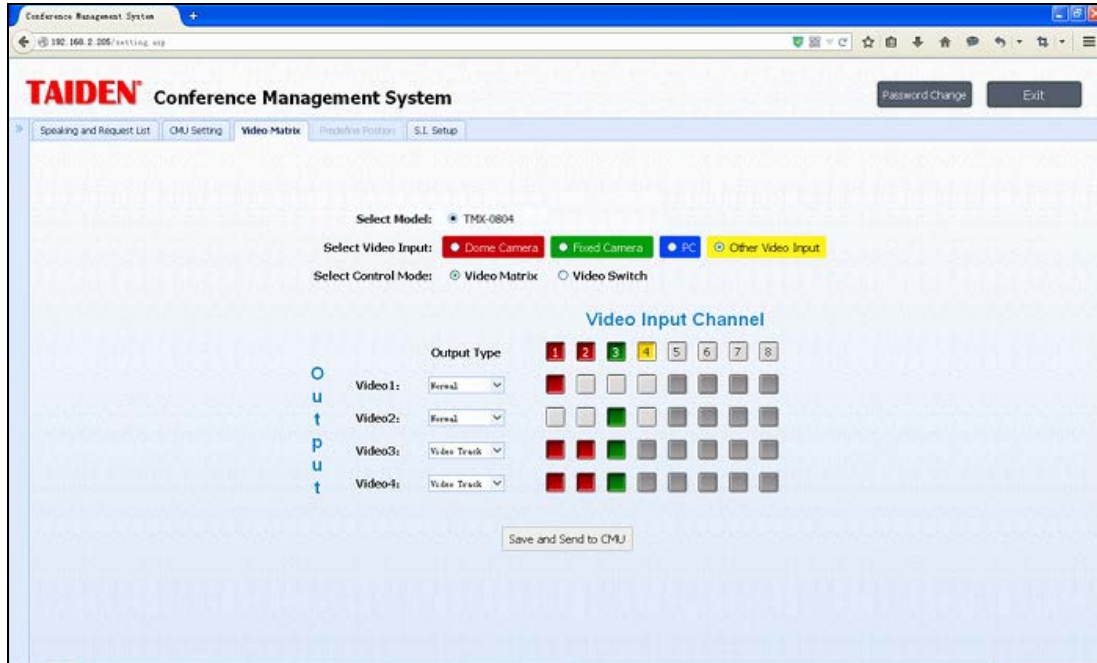 Conference Management System
192.168.2.205/setting.asp
TAIDEN® Conference Management System
Password Change
Exit
Speaking and Request List
CMU Setting
Video Matrix
Predefine Position
S.I. Setup
Select Model: TMX-0804
Select Video Input: Dome Camera Fixed Camera PC Other Video Input
Select Control Mode: Video Matrix Video Switch
Video Input Channel
Output Type 1 2 3 4 5 6 7 8
Output
Video1: Normal
Video2: Normal
Video3: Video Track
Video4: Video Track
Save and Send to CMU